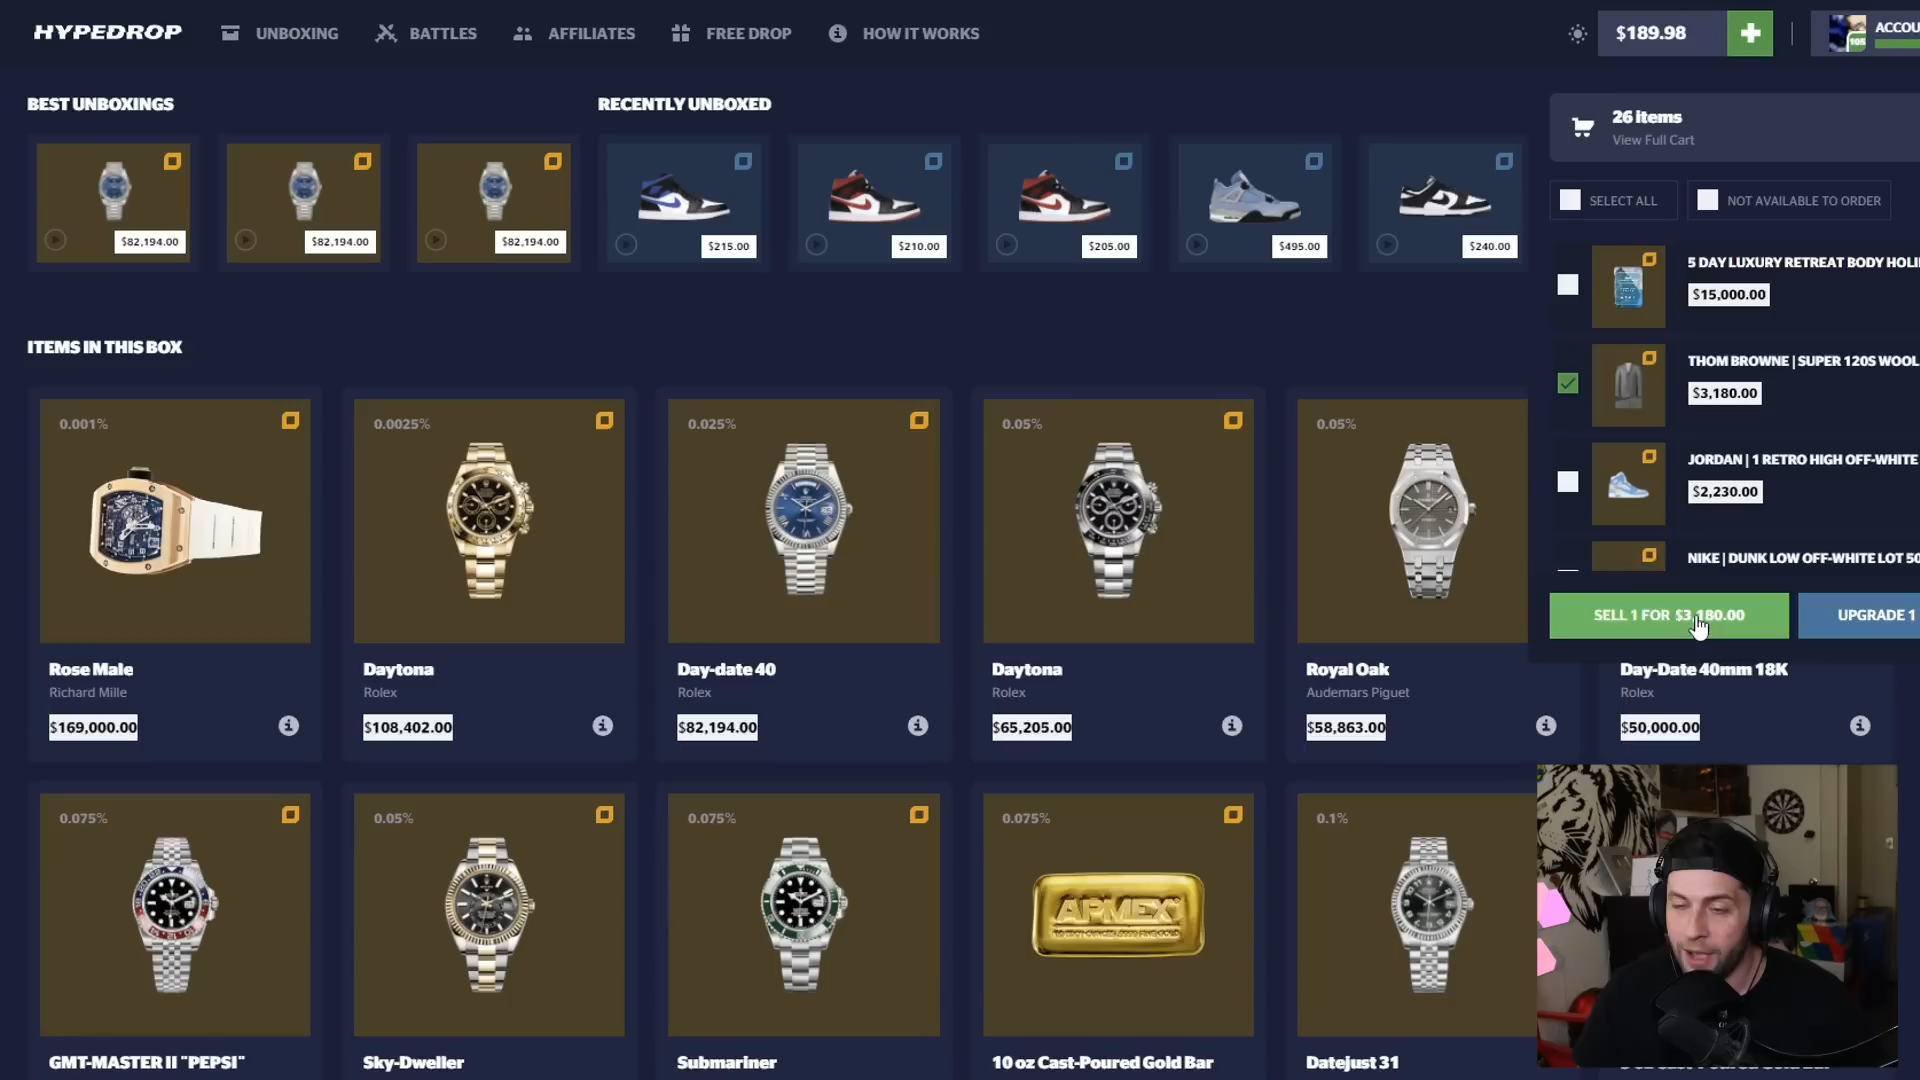 HYPEDROP
UNBOXING
BATTLES
AFFILIATES
FREE DROP
HOW IT WORKS
$189.98
105
ACCOU
BEST UNBOXINGS
RECENTLY UNBOXED
$82,194.00
$82,194.00
$82,194.00
$215.00
$210.00
$205.00
$495.00
$240.00
26 items
View Full Cart
SELECT ALL
NOT AVAILABLE TO ORDER
5 DAY LUXURY RETREAT BODY HOLI
$15,000.00
THOM BROWNE | SUPER 120S WOOL
$3,180.00
JORDAN | 1 RETRO HIGH OFF-WHITE
$2,230.00
NIKE | DUNK LOW OFF-WHITE LOT 50
SELL 1 FOR $3,180.00
UPGRADE 1
ITEMS IN THIS BOX
0.001%
0.0025%
0.025%
0.05%
0.05%
Rose Male
Richard Mille
$169,000.00
Daytona
Rolex
$108,402.00
Day-date 40
Rolex
$82,194.00
Daytona
Rolex
$65,205.00
Royal Oak
Audemars Piguet
$58,863.00
Day-Date 40mm 18K
Rolex
$50,000.00
0.075%
0.05%
0.075%
0.075%
0.1%
APMEX
GMT-MASTER II "PEPSI"
Sky-Dweller
Submariner
10 oz Cast-Poured Gold Bar
Datejust 31